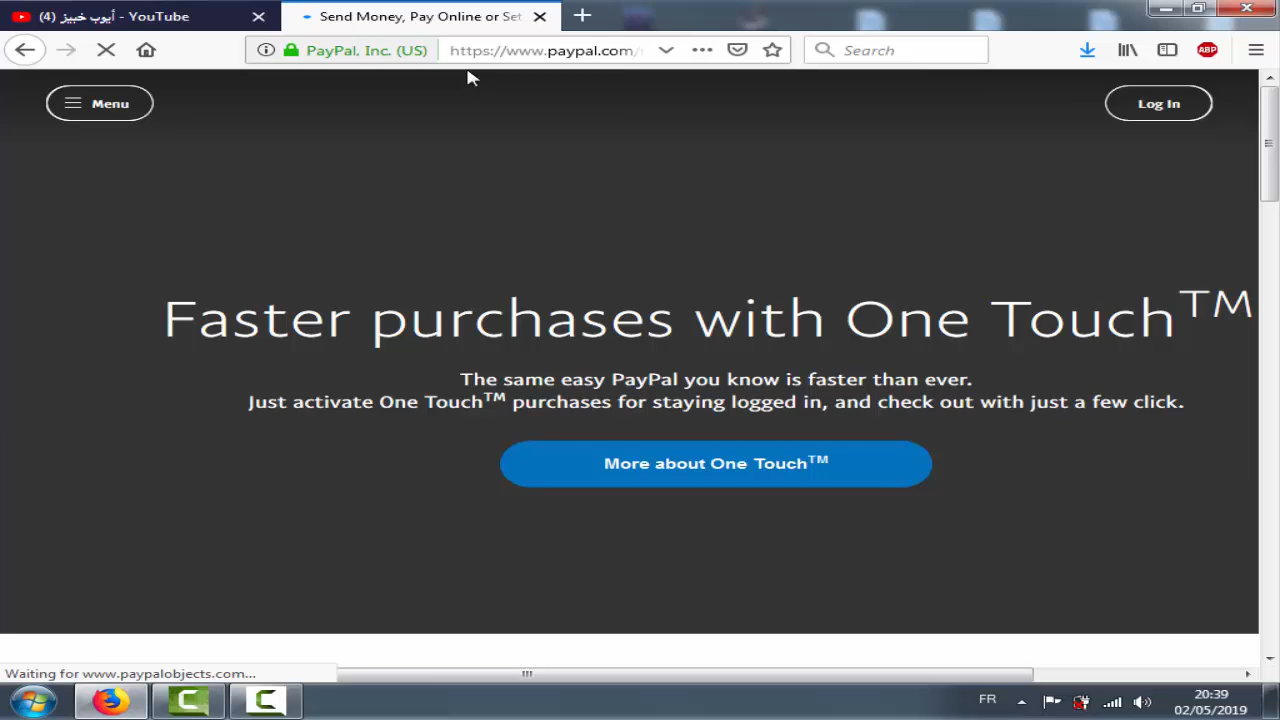 (4) أيوب خبيز - YouTube
Send Money, Pay Online or Set
PayPal, Inc. (US)
https://www.paypal.com/
Search
ABP
Menu
Log In
Faster purchases with One Touch™
The same easy PayPal you know is faster than ever.
Just activate One Touch™ purchases for staying logged in, and check out with just a few click.
More about One Touch™
Waiting for www.paypalobjects.com...
FR
20:39
02/05/2019